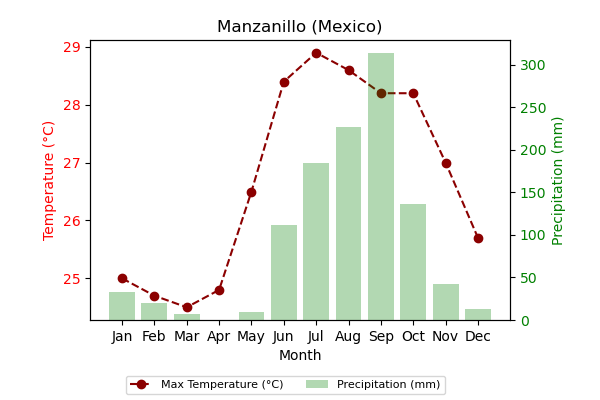 Manzanillo (Mexico)
29
28
27
26
25
Temperature (°C)
300
250
200
150
100
50
0
Precipitation (mm)
Jan Feb Mar Apr May Jun Jul Aug Sep Oct Nov Dec
Month
Max Temperature (°C) Precipitation (mm)